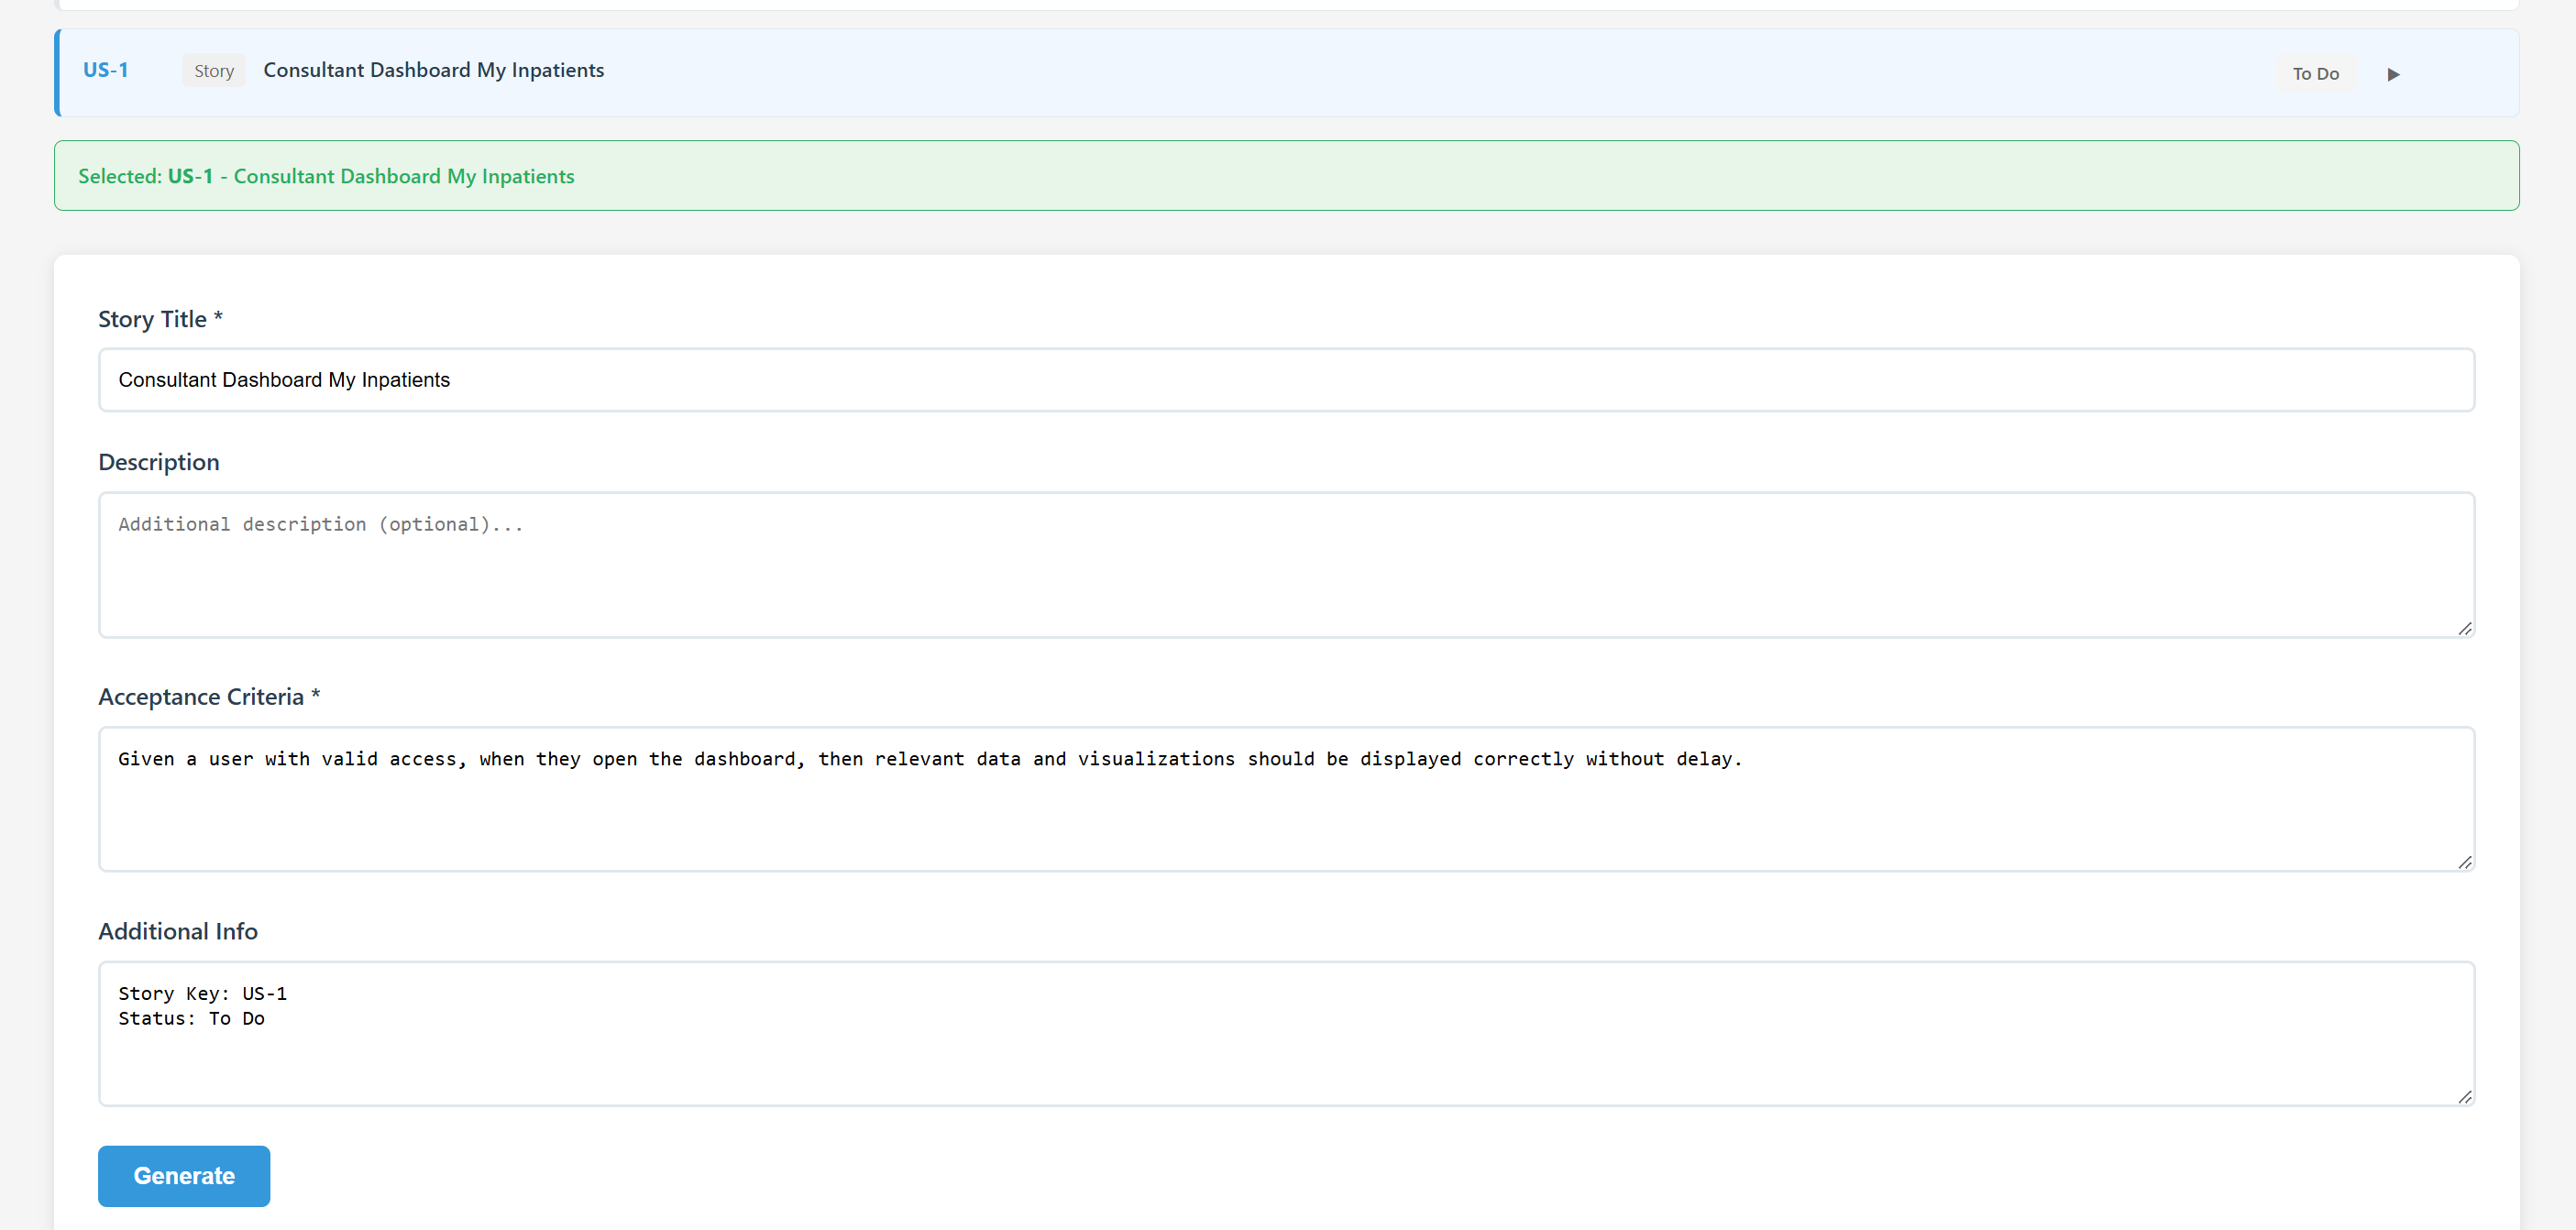 US-1 Story Consultant Dashboard My Inpatients To Do ▶
Selected: US-1 - Consultant Dashboard My Inpatients
Story Title *
Consultant Dashboard My Inpatients
Description
Additional description (optional)...
Acceptance Criteria *
Given a user with valid access, when they open the dashboard, then relevant data and visualizations should be displayed correctly without delay.
Additional Info
Story Key: US-1
Status: To Do
Generate